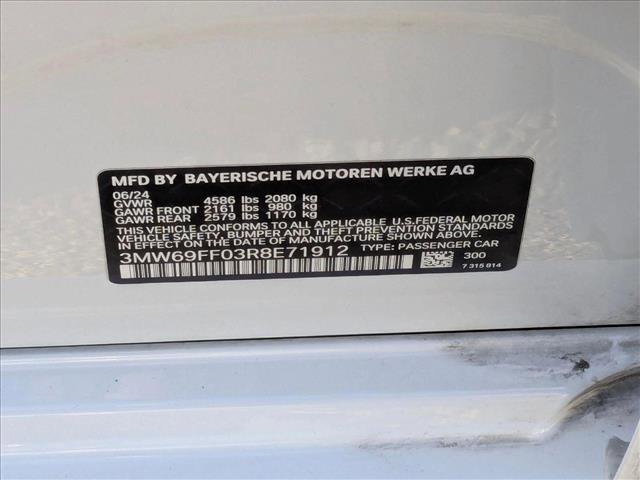 MFD BY BAYERISCHE MOTOREN WERKE AG
06/24
GVWR 4586 lbs 2080 kg
GAWR FRONT 2161 lbs 980 kg
GAWR REAR 2579 lbs 1170 kg
THIS VEHICLE CONFORMS TO ALL APPLICABLE U.S.FEDERAL MOTOR
VEHICLE SAFETY, BUMPER, AND THEFT PREVENTION STANDARDS
IN EFFECT ON THE DATE OF MANUFACTURE SHOWN ABOVE.
3MW69FF03R8E71912 TYPE: PASSENGER CAR
300
7 315 814